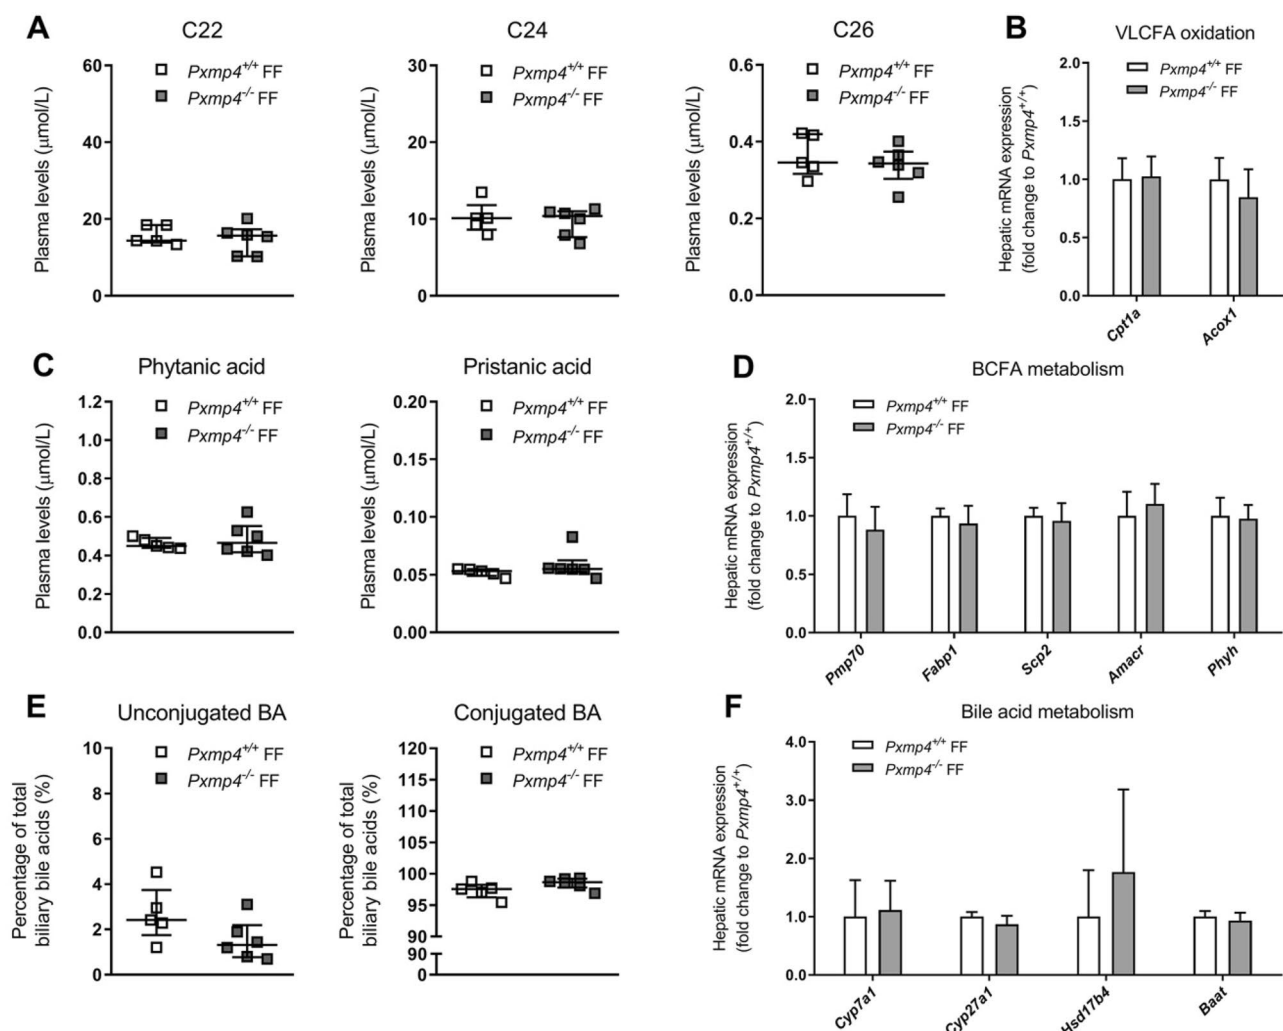 A
C22
Pxmp4+/+ FF
Pxmp4-/- FF
Plasma levels (μmol/L)
60
40
20
0
C24
Pxmp4+/+ FF
Pxmp4-/- FF
Plasma levels (μmol/L)
30
20
10
0
C26
Pxmp4+/+ FF
Pxmp4-/- FF
Plasma levels (μmol/L)
0.6
0.4
0.2
0.0
B
VLCFA oxidation
Pxmp4+/+ FF
Pxmp4-/- FF
Hepatic mRNA expression
(fold change to Pxmp4+/+)
2.0
1.5
1.0
0.5
0.0
Cpt1a
Acox1
C
Phytanic acid
Pxmp4+/+ FF
Pxmp4-/- FF
Plasma levels (μmol/L)
1.2
1.0
0.8
0.6
0.4
0.2
0.0
Pristanic acid
Pxmp4+/+ FF
Pxmp4-/- FF
Plasma levels (μmol/L)
0.20
0.15
0.10
0.05
0.00
D
BCFA metabolism
Pxmp4+/+ FF
Pxmp4-/- FF
Hepatic mRNA expression
(fold change to Pxmp4+/+)
2.0
1.5
1.0
0.5
0.0
Pmp70
Fabp1
Scp2
Amacr
Phyh
E
Unconjugated BA
Pxmp4+/+ FF
Pxmp4-/- FF
Percentage of total
biliary bile acids (%)
10
8
6
4
2
0
Conjugated BA
Pxmp4+/+ FF
Pxmp4-/- FF
Percentage of total
biliary bile acids (%)
120
115
110
105
100
95
90
90
0
F
Bile acid metabolism
Pxmp4+/+ FF
Pxmp4-/- FF
Hepatic mRNA expression
(fold change to Pxmp4+/+)
4.0
3.0
2.0
1.0
0.0
Cyp7a1
Cyp27a1
Hsd17b4
Baat